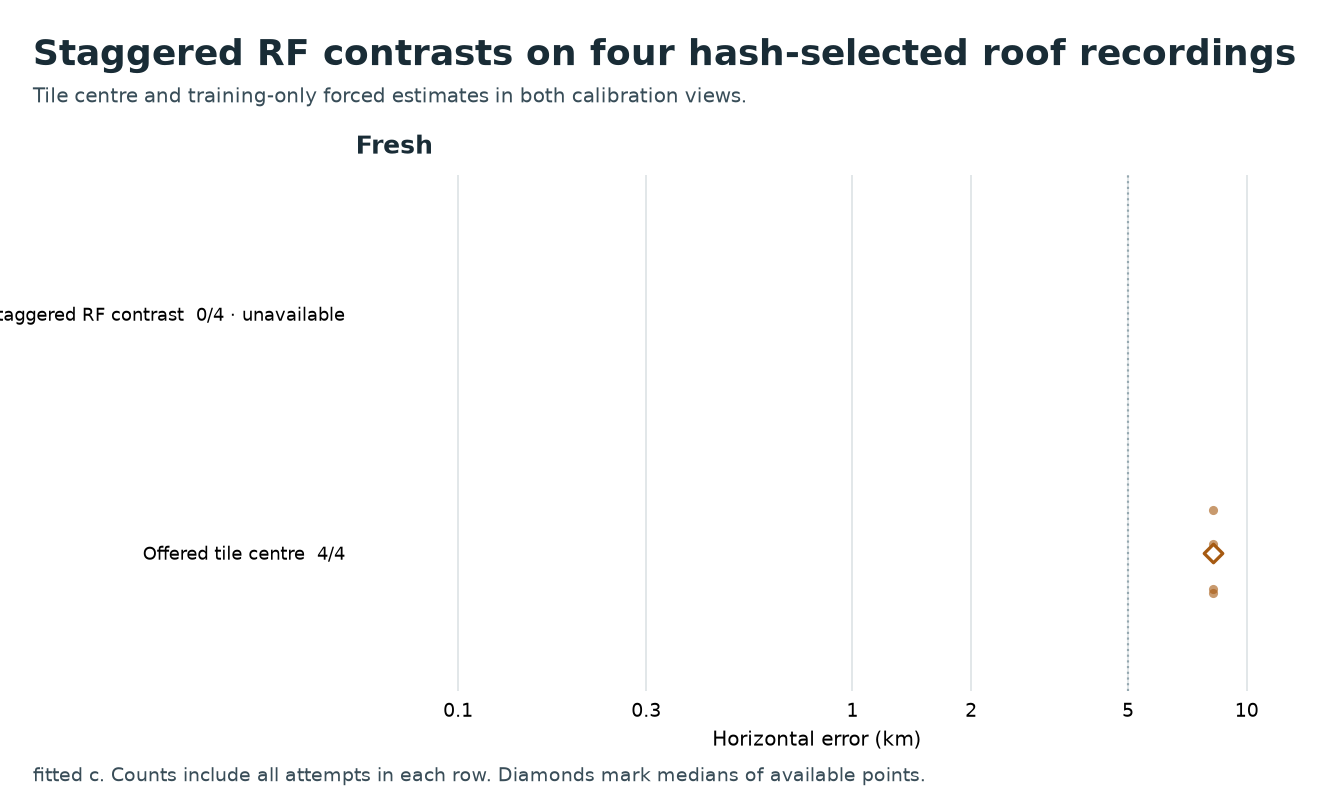 Staggered RF contrasts on four hash-selected roof recordings
Tile centre and training-only forced estimates in both calibration views.
Fresh
taggered RF contrast 0/4 · unavailable
Offered tile centre 4/4
0.1 0.3 1 2 5 10
Horizontal error (km)
fitted c. Counts include all attempts in each row. Diamonds mark medians of available points.